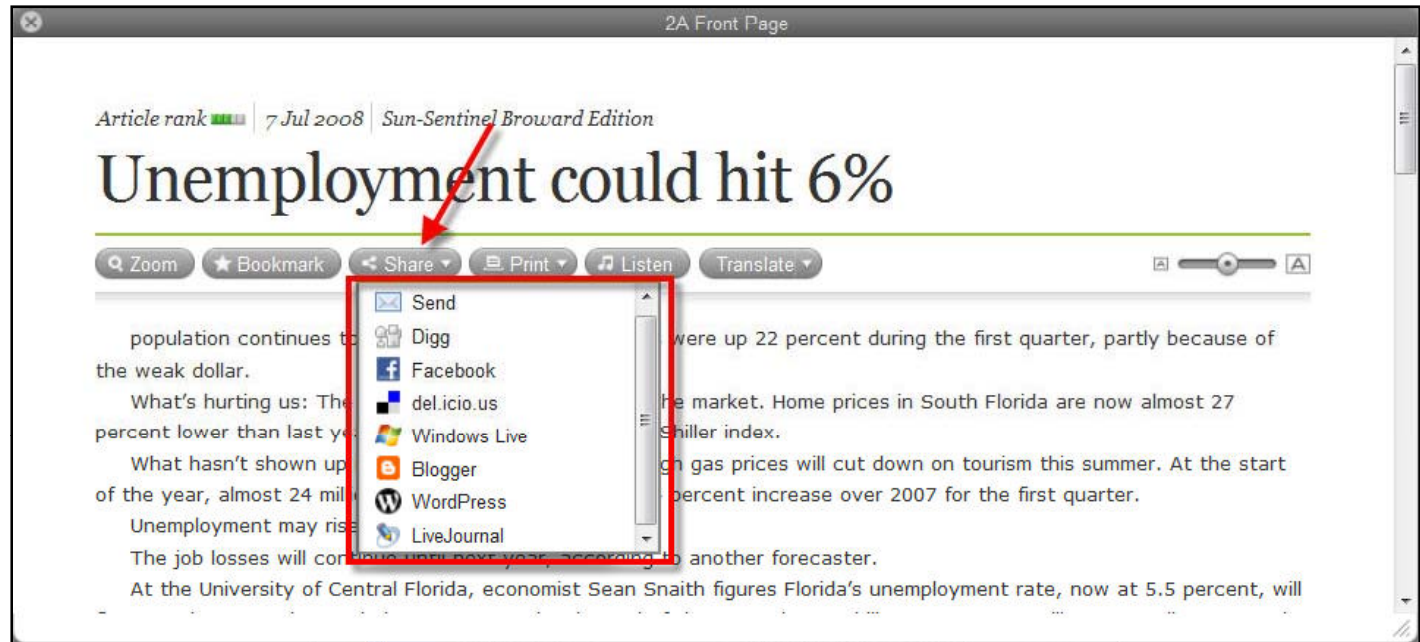 2A Front Page
Article rank 7 Jul 2008 Sun-Sentinel Broward Edition
Unemployment could hit 6%
Zoom Bookmark Share Print Listen Translate A A
Send
Digg
Facebook
del.icio.us
Windows Live
Blogger
WordPress
LiveJournal
population continues were up 22 percent during the first quarter, partly because of
the weak dollar.
What's hurting us: The market. Home prices in South Florida are now almost 27
percent lower than last Shiller index.
What hasn't shown up gas prices will cut down on tourism this summer. At the start
of the year, almost 24 percent increase over 2007 for the first quarter.
Unemployment may rise
The job losses will continue until next year, according to another forecaster.
At the University of Central Florida, economist Sean Snaith figures Florida's unemployment rate, now at 5.5 percent, will